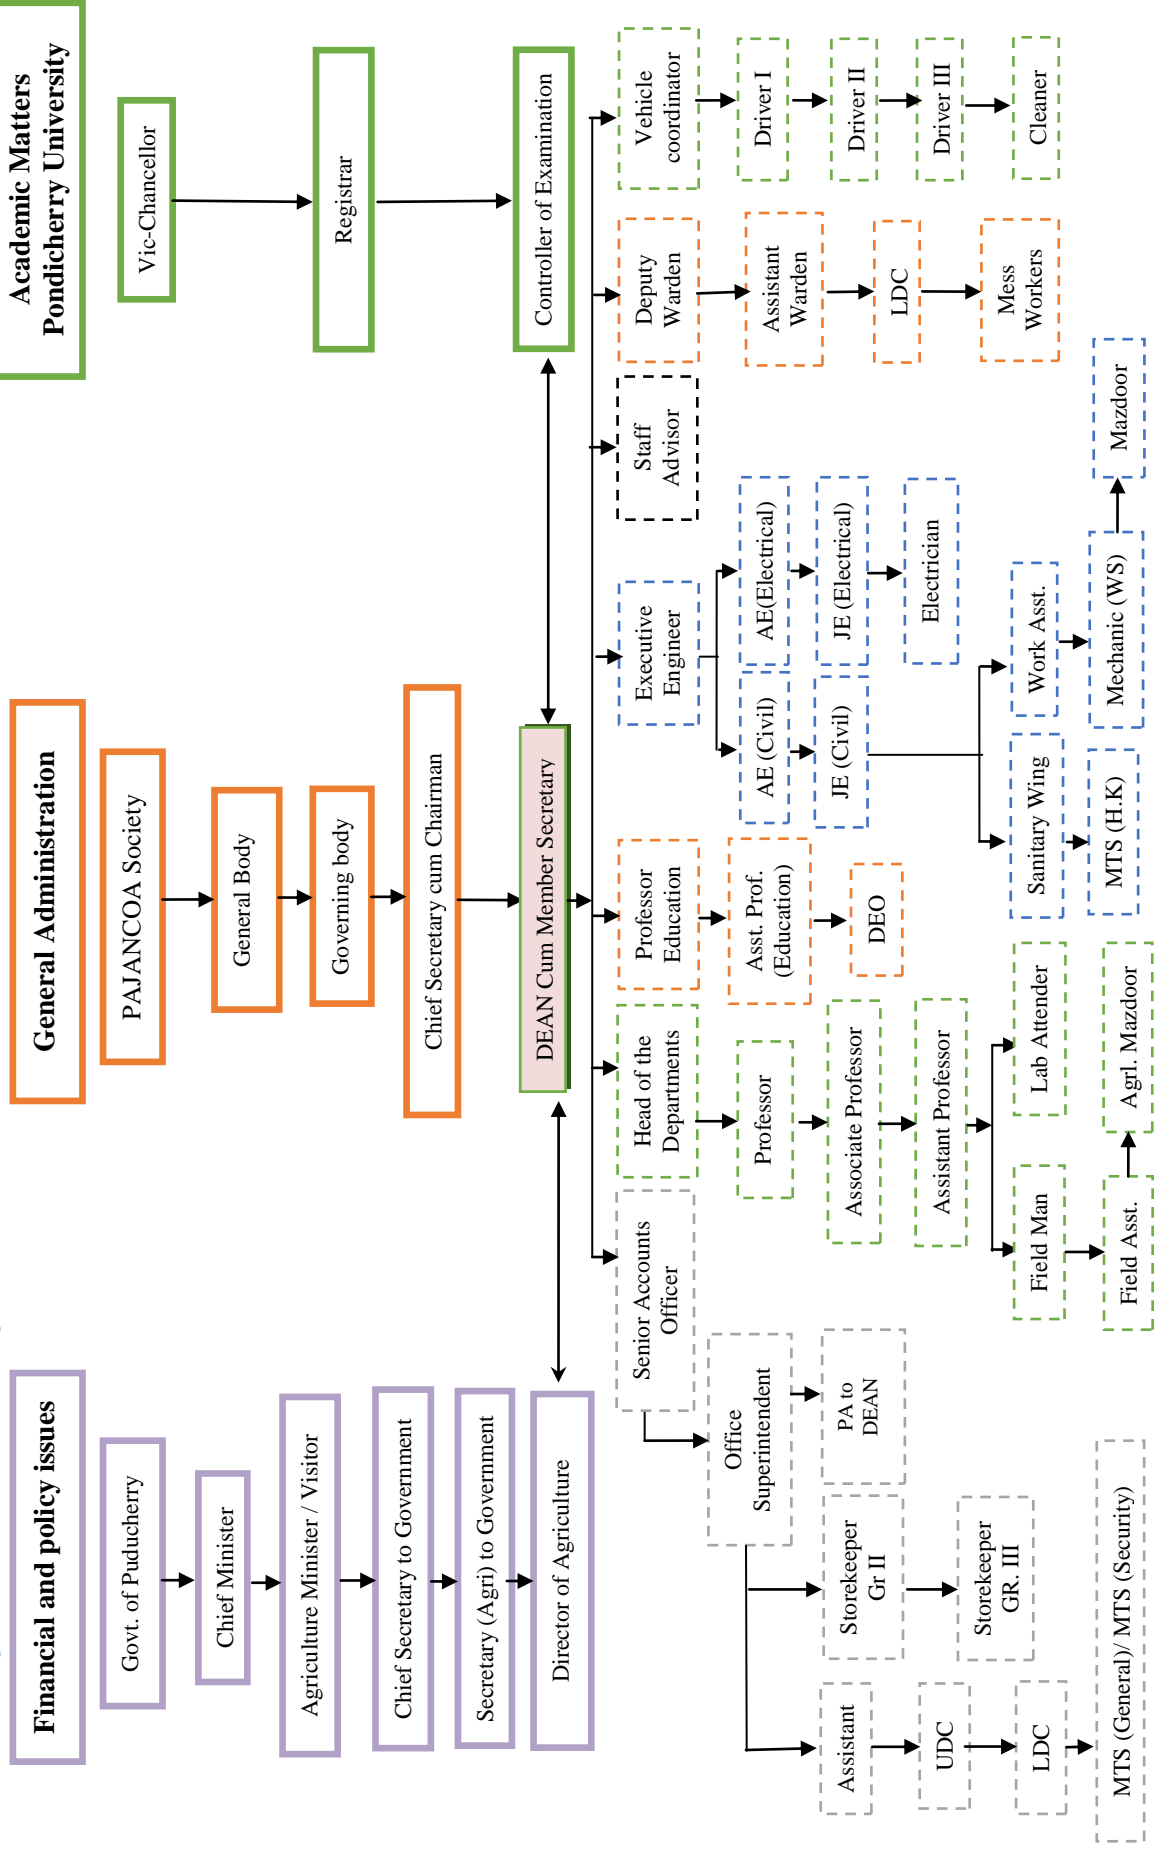 Financial and policy issues
General Administration
Academic Matters
Pondicherry University
Govt. of Puducherry
Chief Minister
Agriculture Minister / Visitor
Chief Secretary to Government
Secretary (Agri) to Government
Director of Agriculture
PAJANCOA Society
General Body
Governing body
Chief Secretary cum Chairman
DEAN Cum Member Secretary
Vic-Chancellor
Registrar
Controller of Examination
Senior Accounts
Officer
Office
Superintendent
PA to
DEAN
Storekeeper
Gr II
Storekeeper
GR. III
Assistant
UDC
LDC
MTS (General)/ MTS (Security)
Head of the
Departments
Professor
Associate Professor
Assistant Professor
Field Man
Lab Attender
Field Asst.
Agrl. Mazdoor
Professor
Education
Asst. Prof.
(Education)
DEO
Executive
Engineer
AE (Civil)
AE(Electrical)
JE (Civil)
JE (Electrical)
Electrician
Sanitary Wing
Work Asst.
MTS (H.K)
Mechanic (WS)
Mazdoor
Staff
Advisor
Deputy
Warden
Assistant
Warden
LDC
Mess
Workers
Vehicle
coordinator
Driver I
Driver II
Driver III
Cleaner